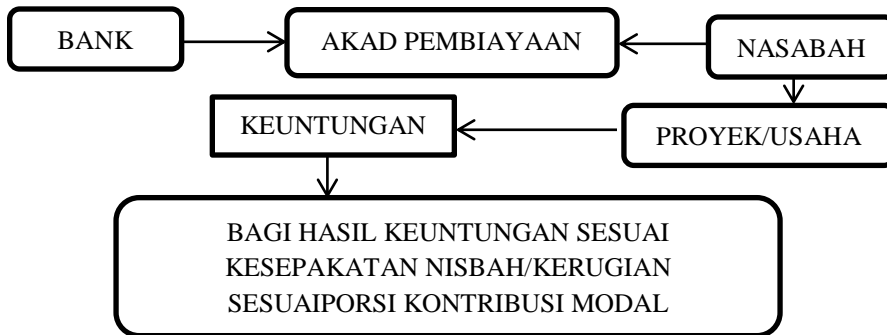 BANK
AKAD PEMBIAYAAN
NASABAH
KEUNTUNGAN
PROYEK/USAHA
BAGI HASIL KEUNTUNGAN SESUAI
KESEPAKATAN NISBAH/KERUGIAN
SESUAIPORSI KONTRIBUSI MODAL